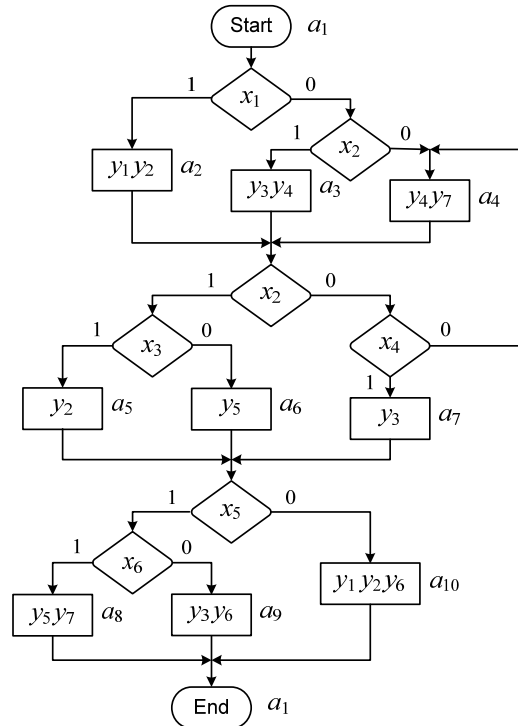 Start a1
x1
1 0
x2
1 0
y1y2 a2
y3y4 a3
y4y7 a4
x2
1 0
x3
1 0
x4
0
1
y2 a5
y5 a6
y3 a7
x5
1 0
x6
1 0
y5y7 a8
y3y6 a9
y1y2y6 a10
End a1